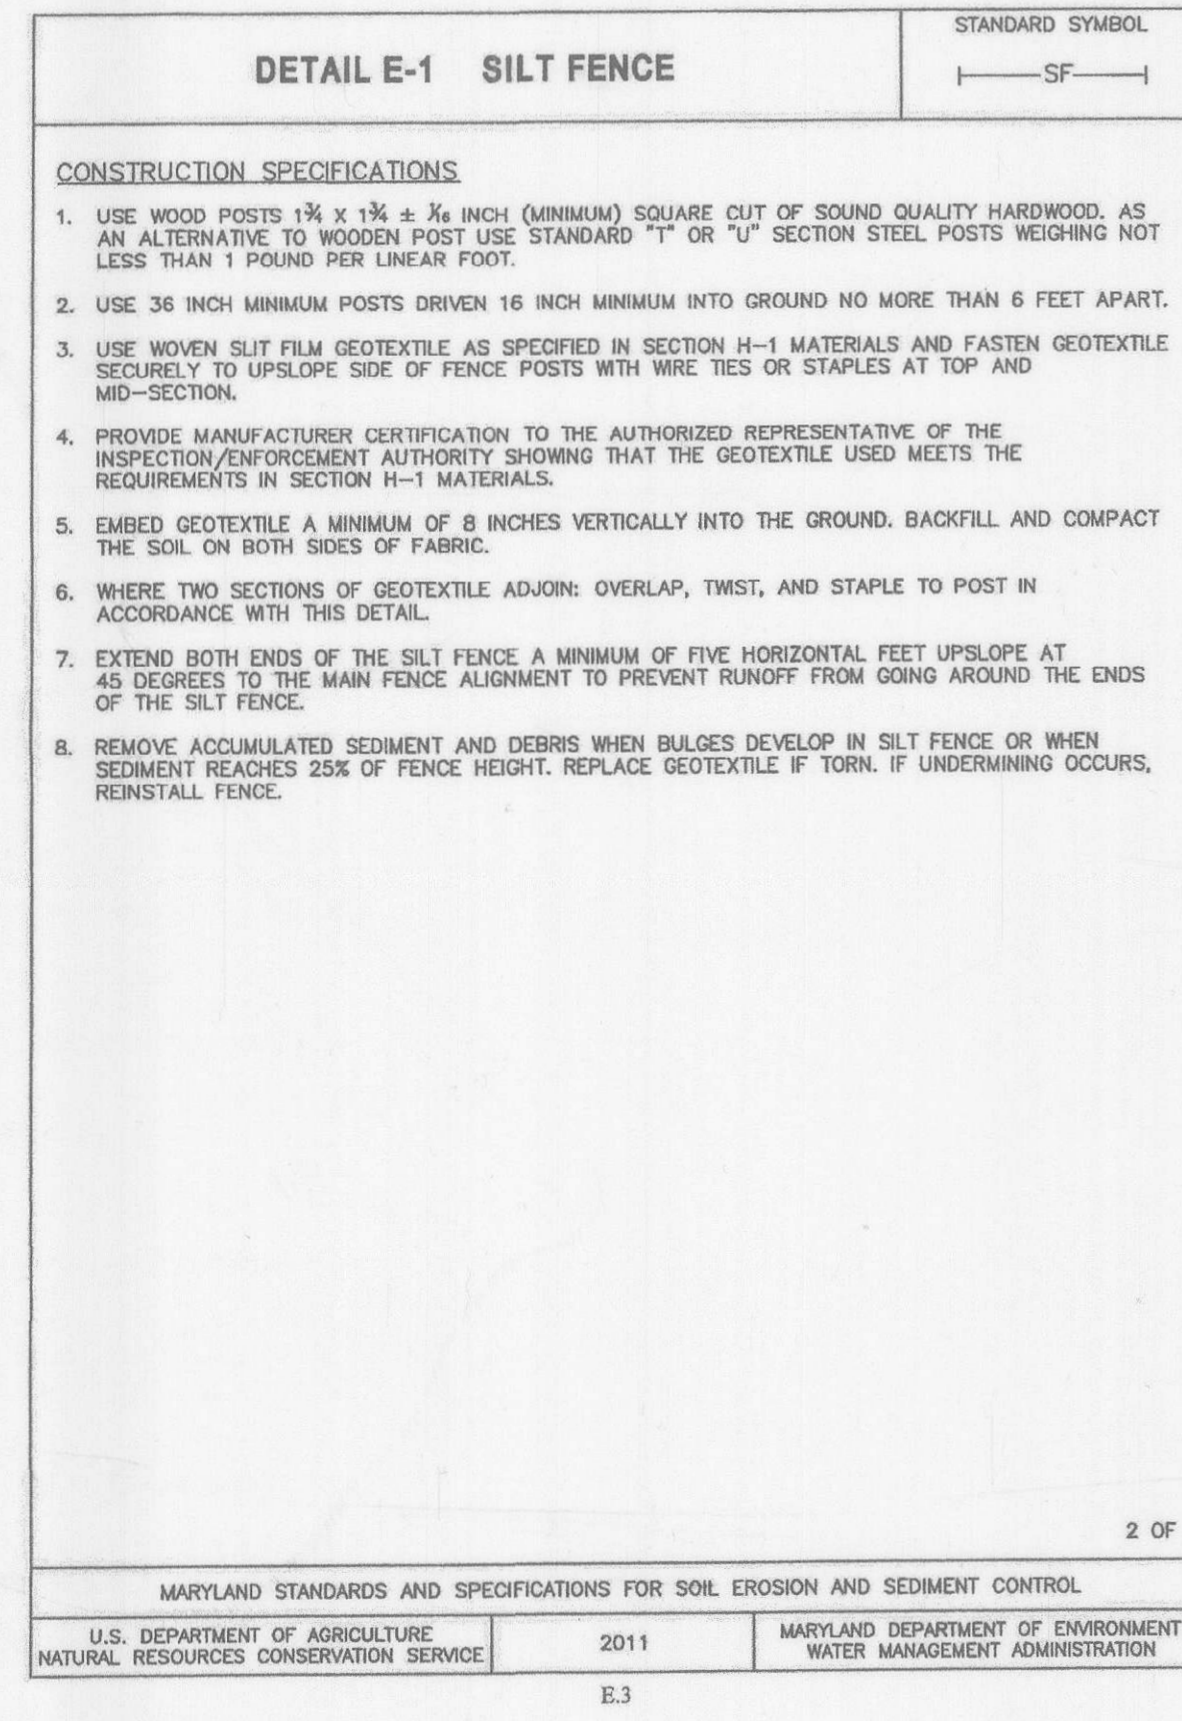 DETAIL E-1 SILT FENCE
STANDARD SYMBOL
SF
CONSTRUCTION SPECIFICATIONS
1. USE WOOD POSTS 1¾ X 1¾ ± 1/16 INCH (MINIMUM) SQUARE CUT OF SOUND QUALITY HARDWOOD. AS
AN ALTERNATIVE TO WOODEN POST USE STANDARD "T" OR "U" SECTION STEEL POSTS WEIGHING NOT
LESS THAN 1 POUND PER LINEAR FOOT.
2. USE 36 INCH MINIMUM POSTS DRIVEN 16 INCH MINIMUM INTO GROUND NO MORE THAN 6 FEET APART.
3. USE WOVEN SLIT FILM GEOTEXTILE AS SPECIFIED IN SECTION H-1 MATERIALS AND FASTEN GEOTEXTILE
SECURELY TO UPSLOPE SIDE OF FENCE POSTS WITH WIRE TIES OR STAPLES AT TOP AND
MID-SECTION.
4. PROVIDE MANUFACTURER CERTIFICATION TO THE AUTHORIZED REPRESENTATIVE OF THE
INSPECTION/ENFORCEMENT AUTHORITY SHOWING THAT THE GEOTEXTILE USED MEETS THE
REQUIREMENTS IN SECTION H-1 MATERIALS.
5. EMBED GEOTEXTILE A MINIMUM OF 8 INCHES VERTICALLY INTO THE GROUND. BACKFILL AND COMPACT
THE SOIL ON BOTH SIDES OF FABRIC.
6. WHERE TWO SECTIONS OF GEOTEXTILE ADJOIN: OVERLAP, TWIST, AND STAPLE TO POST IN
ACCORDANCE WITH THIS DETAIL.
7. EXTEND BOTH ENDS OF THE SILT FENCE A MINIMUM OF FIVE HORIZONTAL FEET UPSLOPE AT
45 DEGREES TO THE MAIN FENCE ALIGNMENT TO PREVENT RUNOFF FROM GOING AROUND THE ENDS
OF THE SILT FENCE.
8. REMOVE ACCUMULATED SEDIMENT AND DEBRIS WHEN BULGES DEVELOP IN SILT FENCE OR WHEN
SEDIMENT REACHES 25% OF FENCE HEIGHT. REPLACE GEOTEXTILE IF TORN. IF UNDERMINING OCCURS,
REINSTALL FENCE.
2 OF
MARYLAND STANDARDS AND SPECIFICATIONS FOR SOIL EROSION AND SEDIMENT CONTROL
U.S. DEPARTMENT OF AGRICULTURE
NATURAL RESOURCES CONSERVATION SERVICE
2011
MARYLAND DEPARTMENT OF ENVIRONMENT
WATER MANAGEMENT ADMINISTRATION
E.3